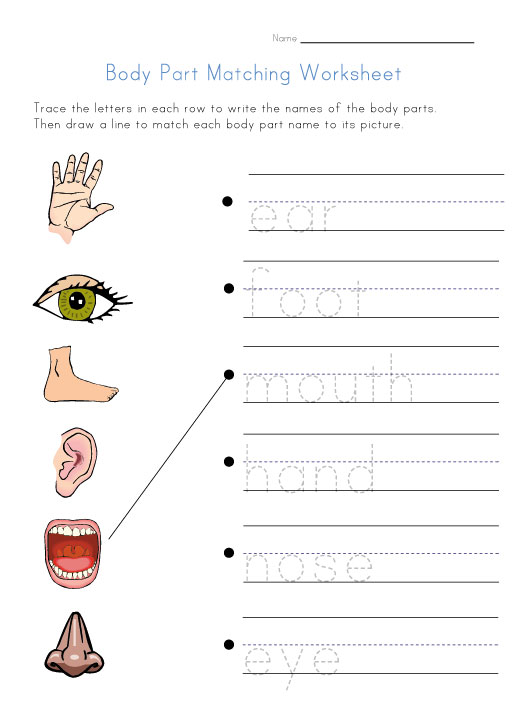 Name
Body Part Matching Worksheet
Trace the letters in each row to write the names of the body parts.
Then draw a line to match each body part name to its picture.
ear
foot
mouth
hand
nose
eye